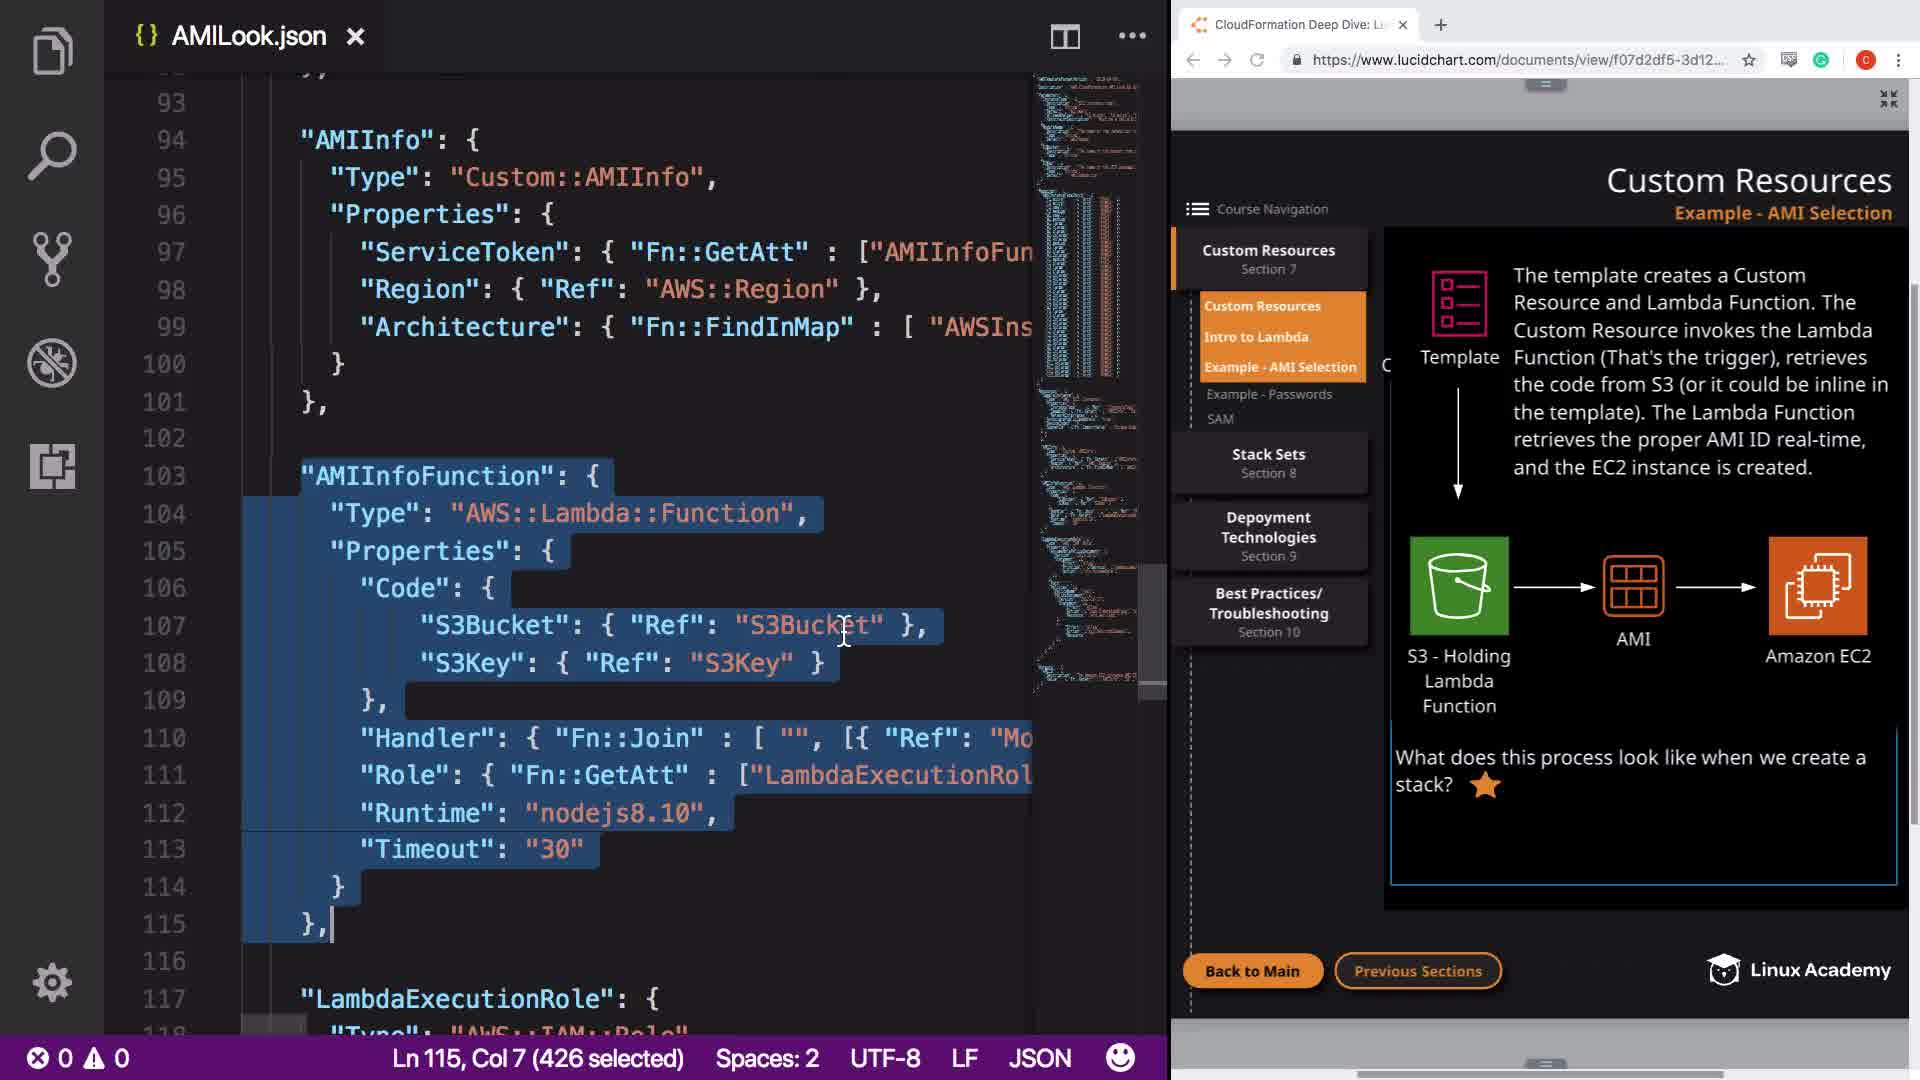 {} AMILook.json
93
94 "AMIInfo": {
95 "Type": "Custom::AMIInfo",
96 "Properties": {
97 "ServiceToken": { "Fn::GetAtt" : ["AMIInfoFun
98 "Region": { "Ref": "AWS::Region" },
99 "Architecture": { "Fn::FindInMap" : [ "AWSIns
100 }
101 },
102
103 "AMIInfoFunction": {
104 "Type": "AWS::Lambda::Function",
105 "Properties": {
106 "Code": {
107 "S3Bucket": { "Ref": "S3Bucket" },
108 "S3Key": { "Ref": "S3Key" }
109 },
110 "Handler": { "Fn::Join" : [ "", [{ "Ref": "Mo
111 "Role": { "Fn::GetAtt" : ["LambdaExecutionRol
112 "Runtime": "nodejs8.10",
113 "Timeout": "30"
114 }
115 },
116
117 "LambdaExecutionRole": {
118 "Type": "AWS::IAM::Role"
0 0
Ln 115, Col 7 (426 selected)
Spaces: 2
UTF-8
LF
JSON
CloudFormation Deep Dive:
https://www.lucidchart.com/documents/view/f07d2df5-3d12...
C
Custom Resources
Example - AMI Selection
Course Navigation
Custom Resources
Section 7
Custom Resources
Intro to Lambda
Example - AMI Selection
Example - Passwords
SAM
Stack Sets
Section 8
Depoyment
Technologies
Section 9
Best Practices/
Troubleshooting
Section 10
Template
The template creates a Custom
Resource and Lambda Function. The
Custom Resource invokes the Lambda
Function (That's the trigger), retrieves
the code from S3 (or it could be inline in
the template). The Lambda Function
retrieves the proper AMI ID real-time,
and the EC2 instance is created.
S3 - Holding
Lambda
Function
AMI
Amazon EC2
What does this process look like when we create a
stack?
Back to Main
Previous Sections
Linux Academy